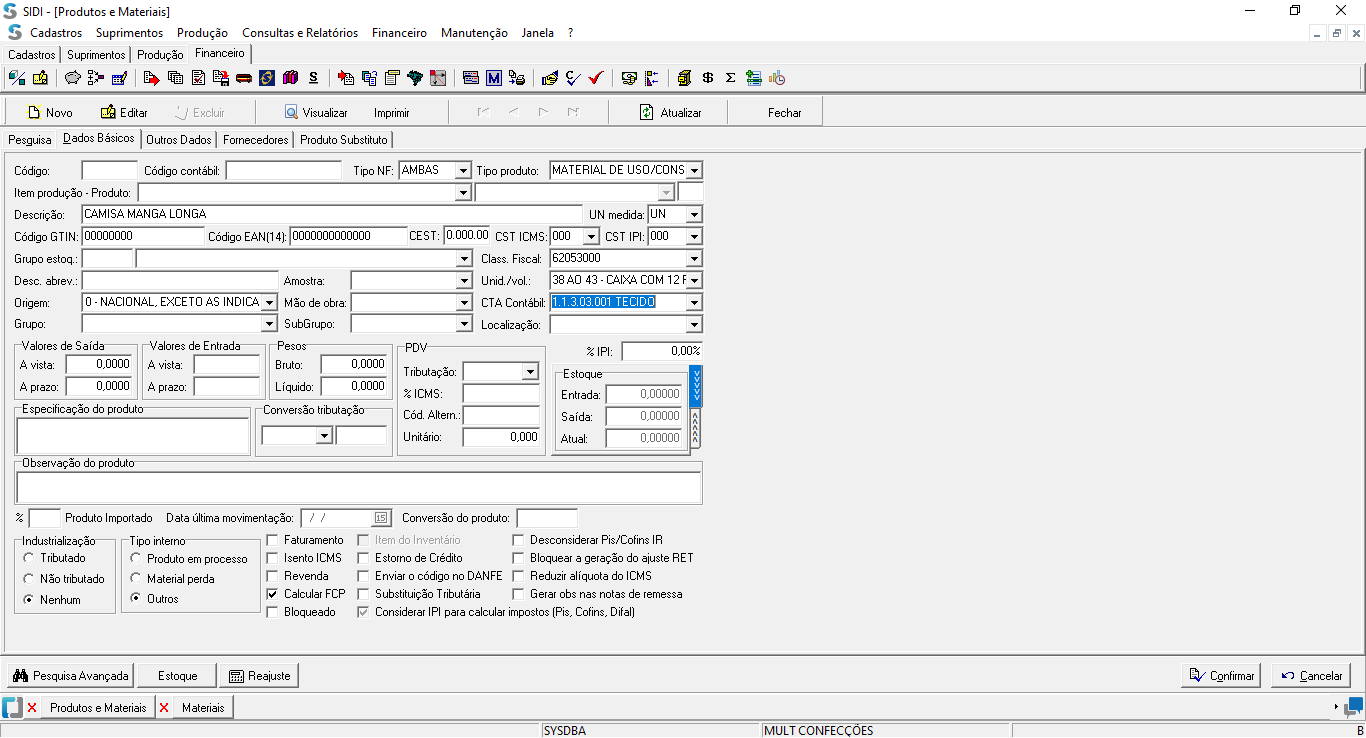 SIDI - [Produtos e Materiais]
Cadastros Suprimentos Produção Consultas e Relatórios Financeiro Manutenção Janela ?
Cadastros Suprimentos Produção Financeiro
Novo Editar Excluir Visualizar Imprimir Atualizar Fechar
Pesquisa Dados Básicos Outros Dados Fornecedores Produto Substituto
Código: Código contábil: Tipo NF: AMBAS Tipo produto: MATERIAL DE USO/CONS
Item produção - Produto:
Descrição: CAMISA MANGA LONGA UN medida: UN
Código GTIN: 00000000 Código EAN(14): 0000000000000 CEST: 0.000.00 CST ICMS: 000 CST IPI: 000
Grupo estoq.: Class. Fiscal: 62053000
Desc. abrev.: Amostra: Unid./vol.: 38 AO 43 - CAIXA COM 12 F
Origem: 0 - NACIONAL, EXCETO AS INDICA Mão de obra: CTA Contábil: 1.1.3.03.001 TECIDO
Grupo: SubGrupo: Localização:
Valores de Saída Valores de Entrada Pesos PDV % IPI: 0,00%
A vista: 0,0000 A vista: Bruto: 0,0000 Tributação: Estoque
A prazo: 0,0000 A prazo: Líquido: 0,0000 % ICMS: Entrada: 0,00000
Especificação do produto Conversão tributação Cód. Altern.: Saída: 0,00000
Unitário: 0,000 Atual: 0,00000
Observação do produto
% Produto Importado Data última movimentação: / / 15 Conversão do produto:
Industrialização Tipo interno Faturamento Item do Inventário Desconsiderar Pis/Cofins IR
Tributado Produto em processo Isento ICMS Estorno de Crédito Bloquear a geração do ajuste RET
Não tributado Material perda Revenda Enviar o código no DANFE Reduzir alíquota do ICMS
Nenhum Outros Calcular FCP Substituição Tributária Gerar obs nas notas de remessa
Bloqueado Considerar IPI para calcular impostos (Pis, Cofins, Difal)
Pesquisa Avançada Estoque Reajuste Confirmar Cancelar
Produtos e Materiais Materiais
SYSDBA MULT CONFECÇÕES B